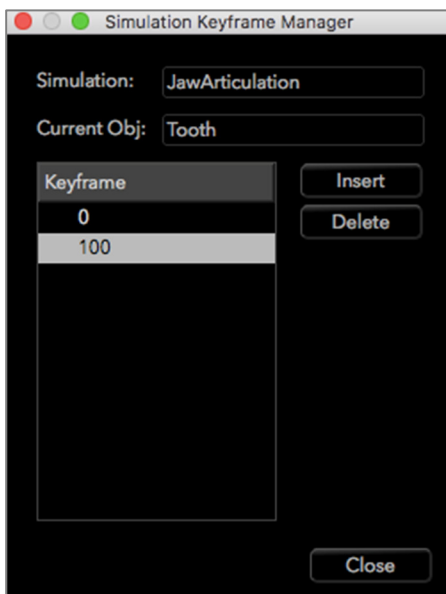 Simulation Keyframe Manager
Simulation: JawArticulation
Current Obj: Tooth
Keyframe
Insert
0
Delete
100
Close